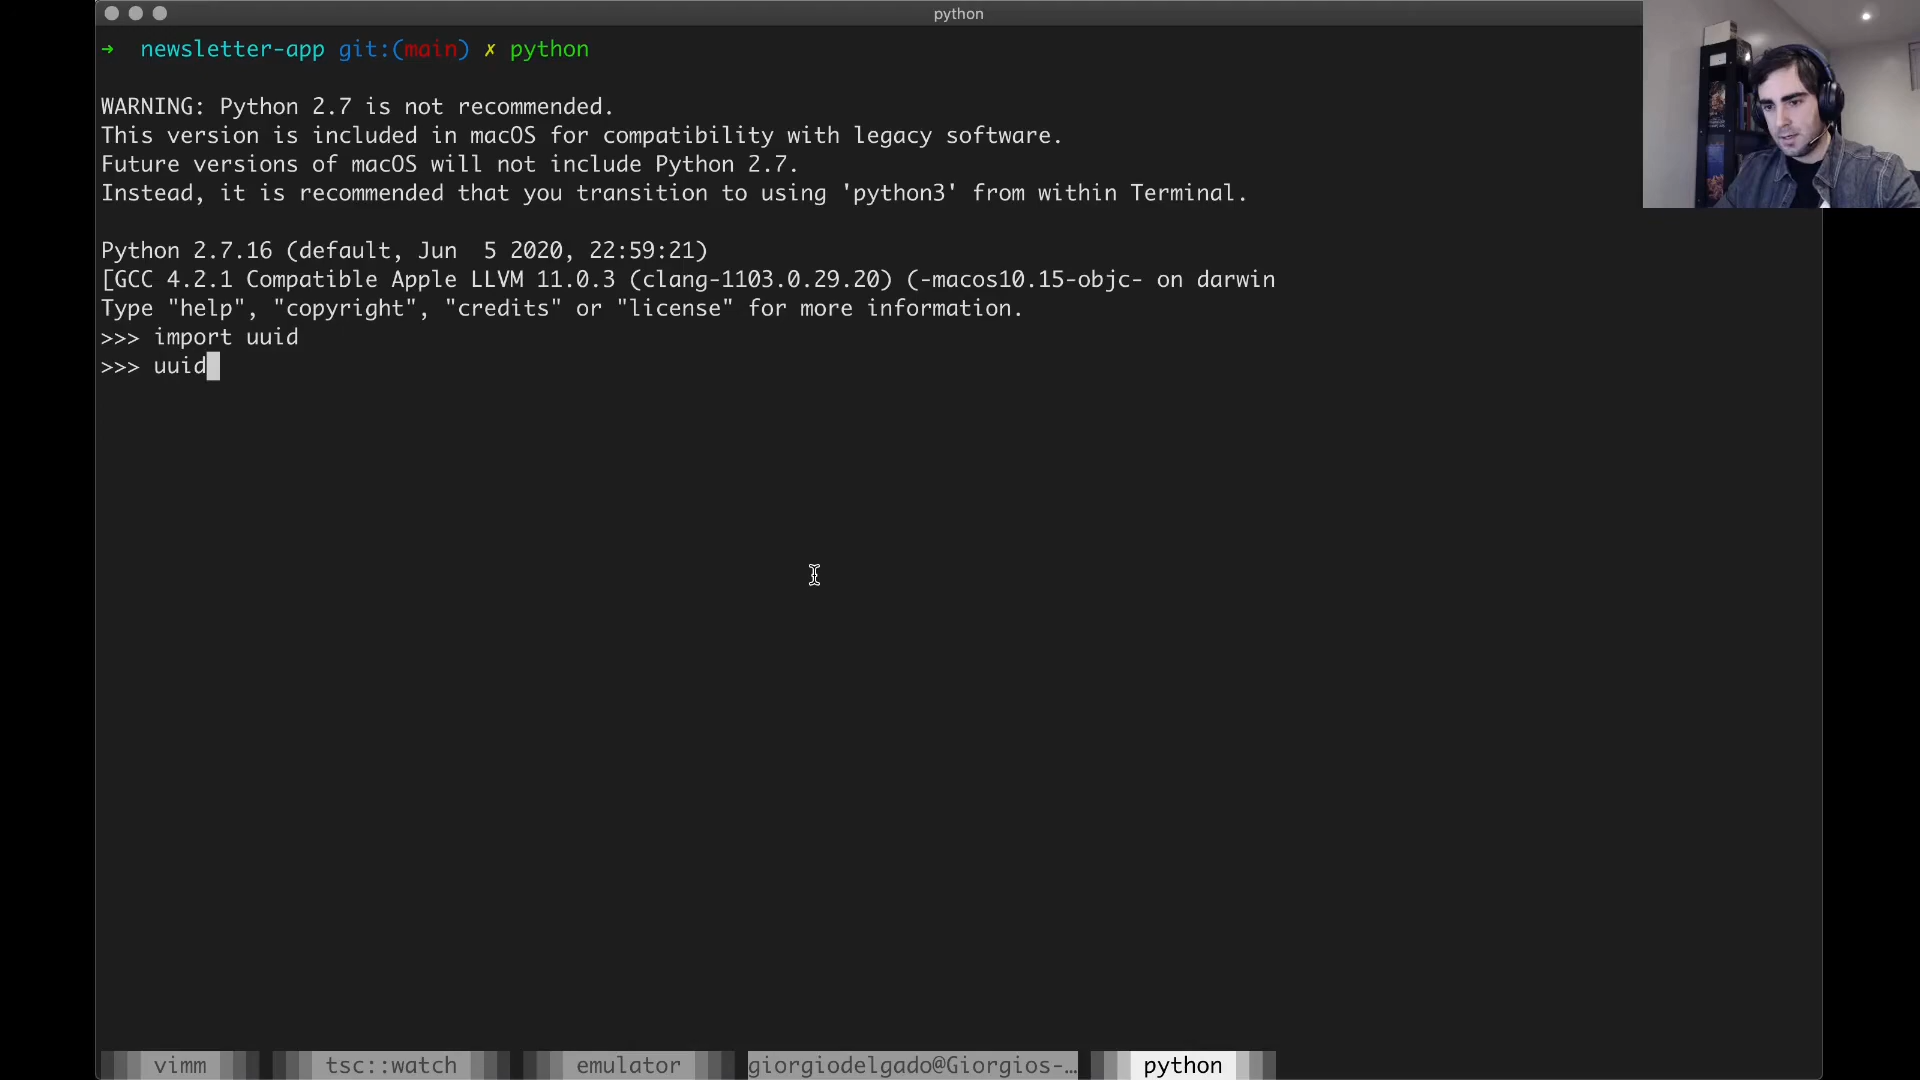 python
➜ newsletter-app git:(main) ✗ python
WARNING: Python 2.7 is not recommended.
This version is included in macOS for compatibility with legacy software.
Future versions of macOS will not include Python 2.7.
Instead, it is recommended that you transition to using 'python3' from within Terminal.
Python 2.7.16 (default, Jun  5 2020, 22:59:21)
[GCC 4.2.1 Compatible Apple LLVM 11.0.3 (clang-1103.0.29.20) (-macos10.15-objc- on darwin
Type "help", "copyright", "credits" or "license" for more information.
>>> import uuid
>>> uuid
vimm tsc::watch emulator giorgiodelgado@Giorgios-… python